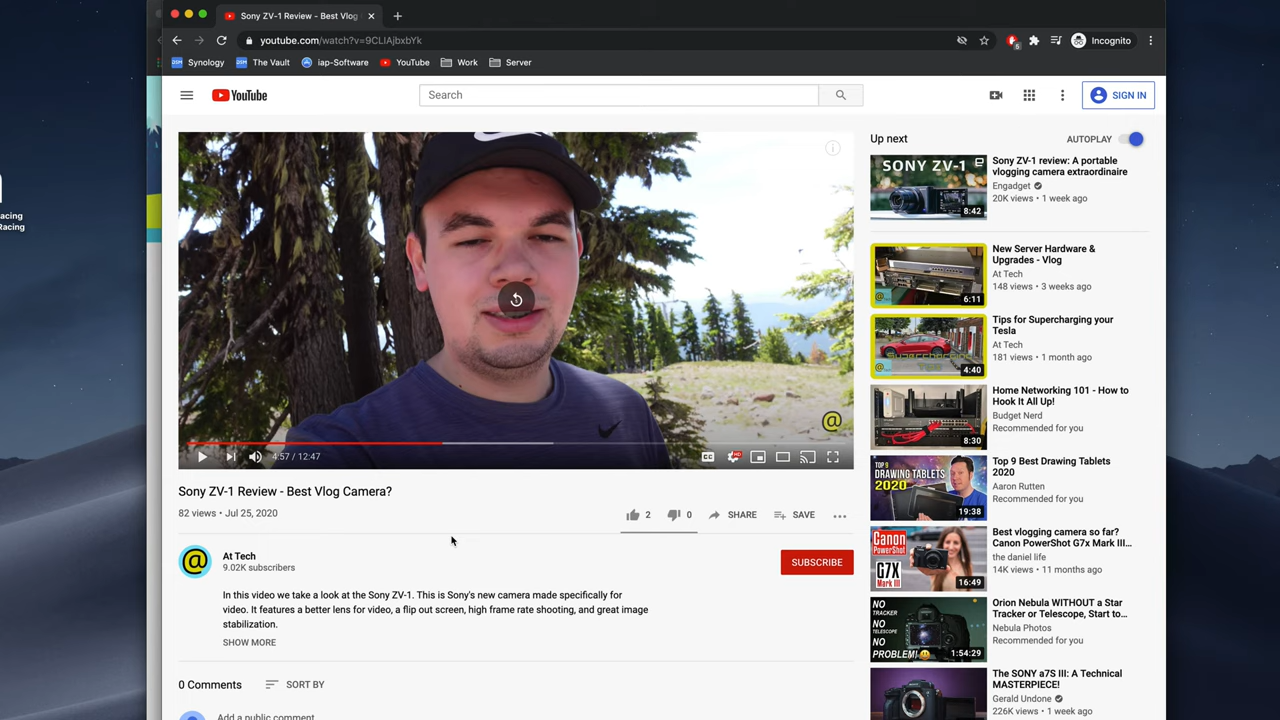 Sony ZV-1 Review - Best Vlog
youtube.com/watch?v=9CLIAjbxbYk
Incognito
Synology
The Vault
iap-Software
YouTube
Work
Server
YouTube
Search
SIGN IN
acing
Racing
@
4:57 / 12:47
CC
HD
Sony ZV-1 Review - Best Vlog Camera?
82 views • Jul 25, 2020
2
0
SHARE
SAVE
@
At Tech
9.02K subscribers
SUBSCRIBE
In this video we take a look at the Sony ZV-1. This is Sony's new camera made specifically for
video. It features a better lens for video, a flip out screen, high frame rate shooting, and great image
stabilization.
SHOW MORE
0 Comments
SORT BY
Add a public comment
Up next
AUTOPLAY
SONY ZV-1
8:42
Sony ZV-1 review: A portable
vlogging camera extraordinaire
Engadget
20K views • 1 week ago
6:11
New Server Hardware &
Upgrades - Vlog
At Tech
148 views • 3 weeks ago
SUPERCHARGING
4:40
Tips for Supercharging your
Tesla
At Tech
181 views • 1 month ago
8:30
Home Networking 101 - How to
Hook It All Up!
Budget Nerd
Recommended for you
TOP 9
DRAWING
TABLETS
2020
19:38
Top 9 Best Drawing Tablets
2020
Aaron Rutten
Recommended for you
Canon
PowerShot
G7X
Mark III
16:49
Best vlogging camera so far?
Canon PowerShot G7x Mark III...
the daniel life
14K views • 11 months ago
NO
TRACKER
NO
TELESCOPE
NO
PROBLEM!
1:54:29
Orion Nebula WITHOUT a Star
Tracker or Telescope, Start to...
Nebula Photos
Recommended for you
The SONY a7S III: A Technical
MASTERPIECE!
Gerald Undone
226K views • 1 week ago